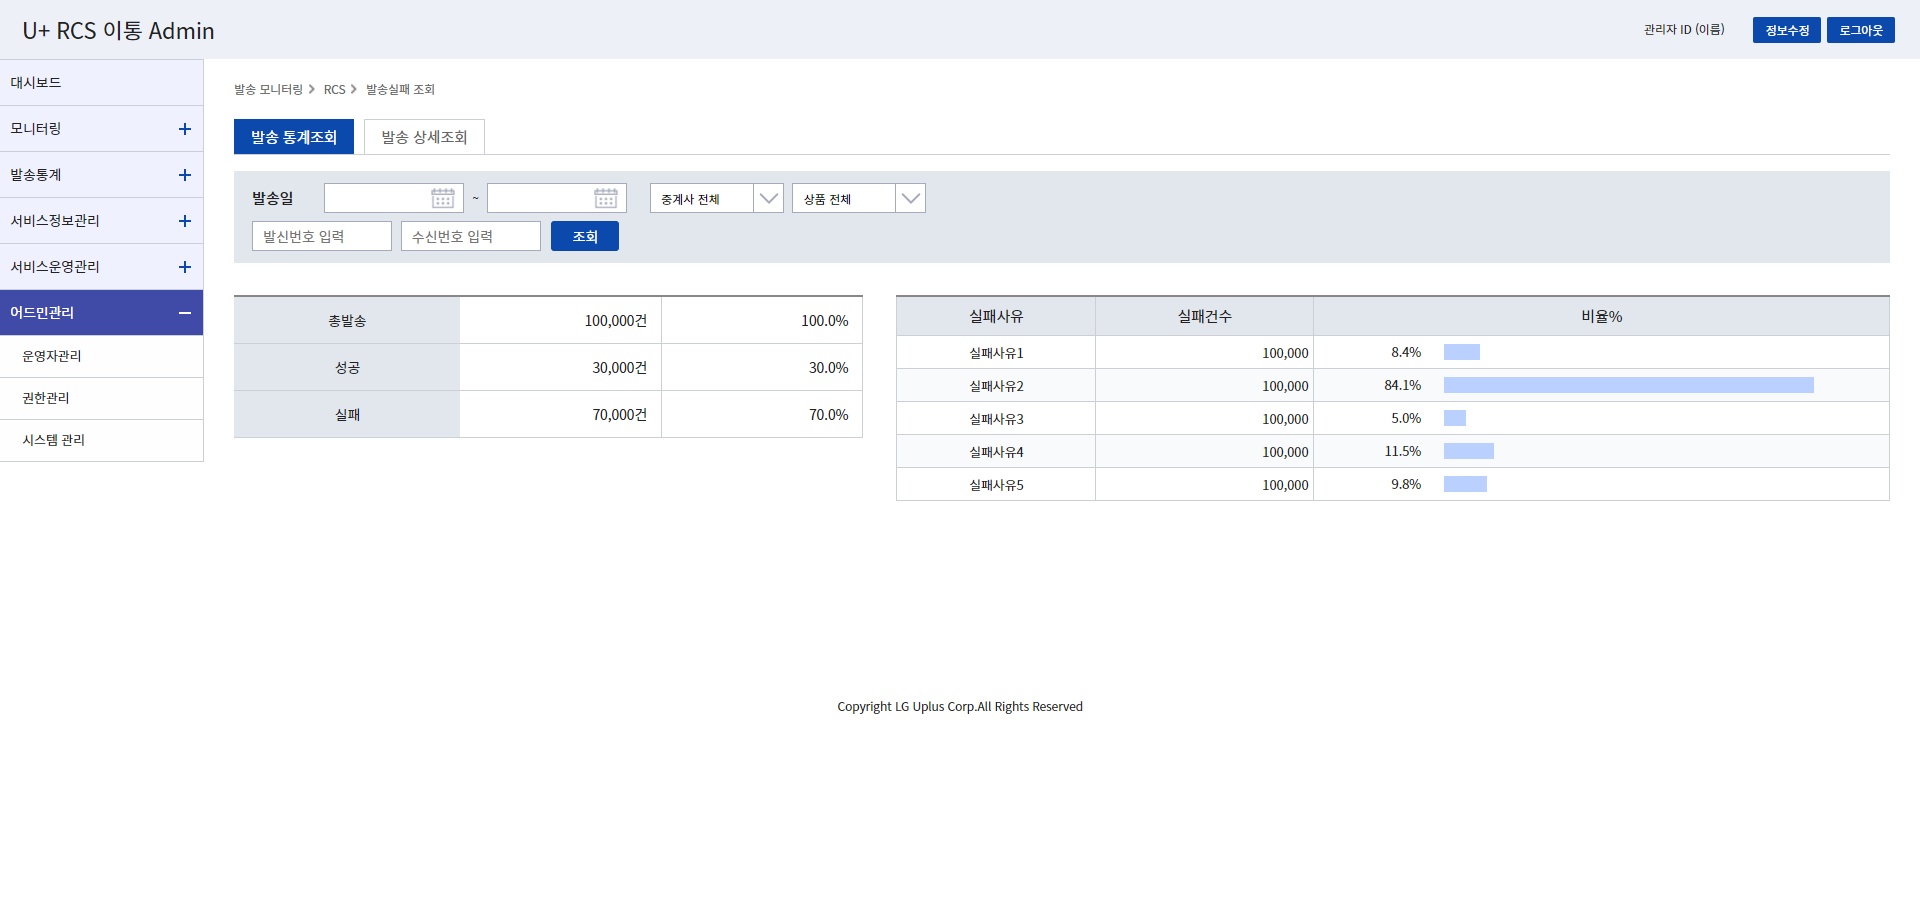 U+ RCS 이통 Admin
관리자 ID (이름)
정보수정
로그아웃
대시보드
모니터링
발송통계
서비스정보관리
서비스운영관리
어드민관리
운영자관리
권한관리
시스템 관리
발송 모니터링 RCS 발송실패 조회
발송 통계조회
발송 상세조회
발송일 ~ 중계사 전체 상품 전체
발신번호 입력 수신번호 입력 조회
총발송 100,000건 100.0%
성공 30,000건 30.0%
실패 70,000건 70.0%
실패사유 실패건수 비율%
실패사유1 100,000 8.4%
실패사유2 100,000 84.1%
실패사유3 100,000 5.0%
실패사유4 100,000 11.5%
실패사유5 100,000 9.8%
Copyright LG Uplus Corp.All Rights Reserved